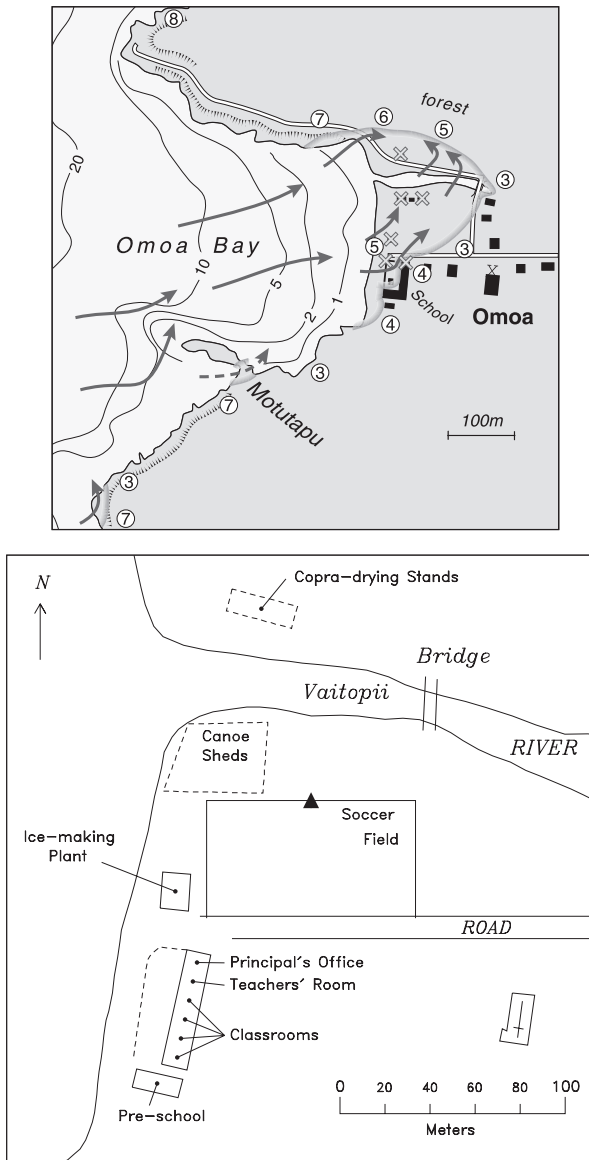 8
forest
7
6
5
3
20
Omoa Bay
5
3
10
4
5
School
Omoa
2
1
4
3
7
Motutapu
100m
3
7
N
Copra-drying Stands
Bridge
Vaitopii
RIVER
Canoe
Sheds
Soccer
Field
Ice-making
Plant
ROAD
Principal's Office
Teachers' Room
Classrooms
Pre-school
0 20 40 60 80 100
Meters